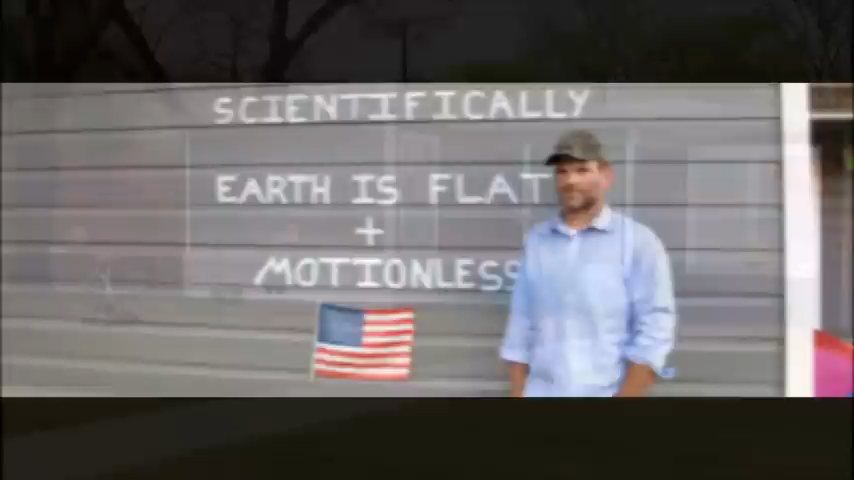 SCIENTIFICALLY
EARTH IS FLAT
+
MOTIONLESS